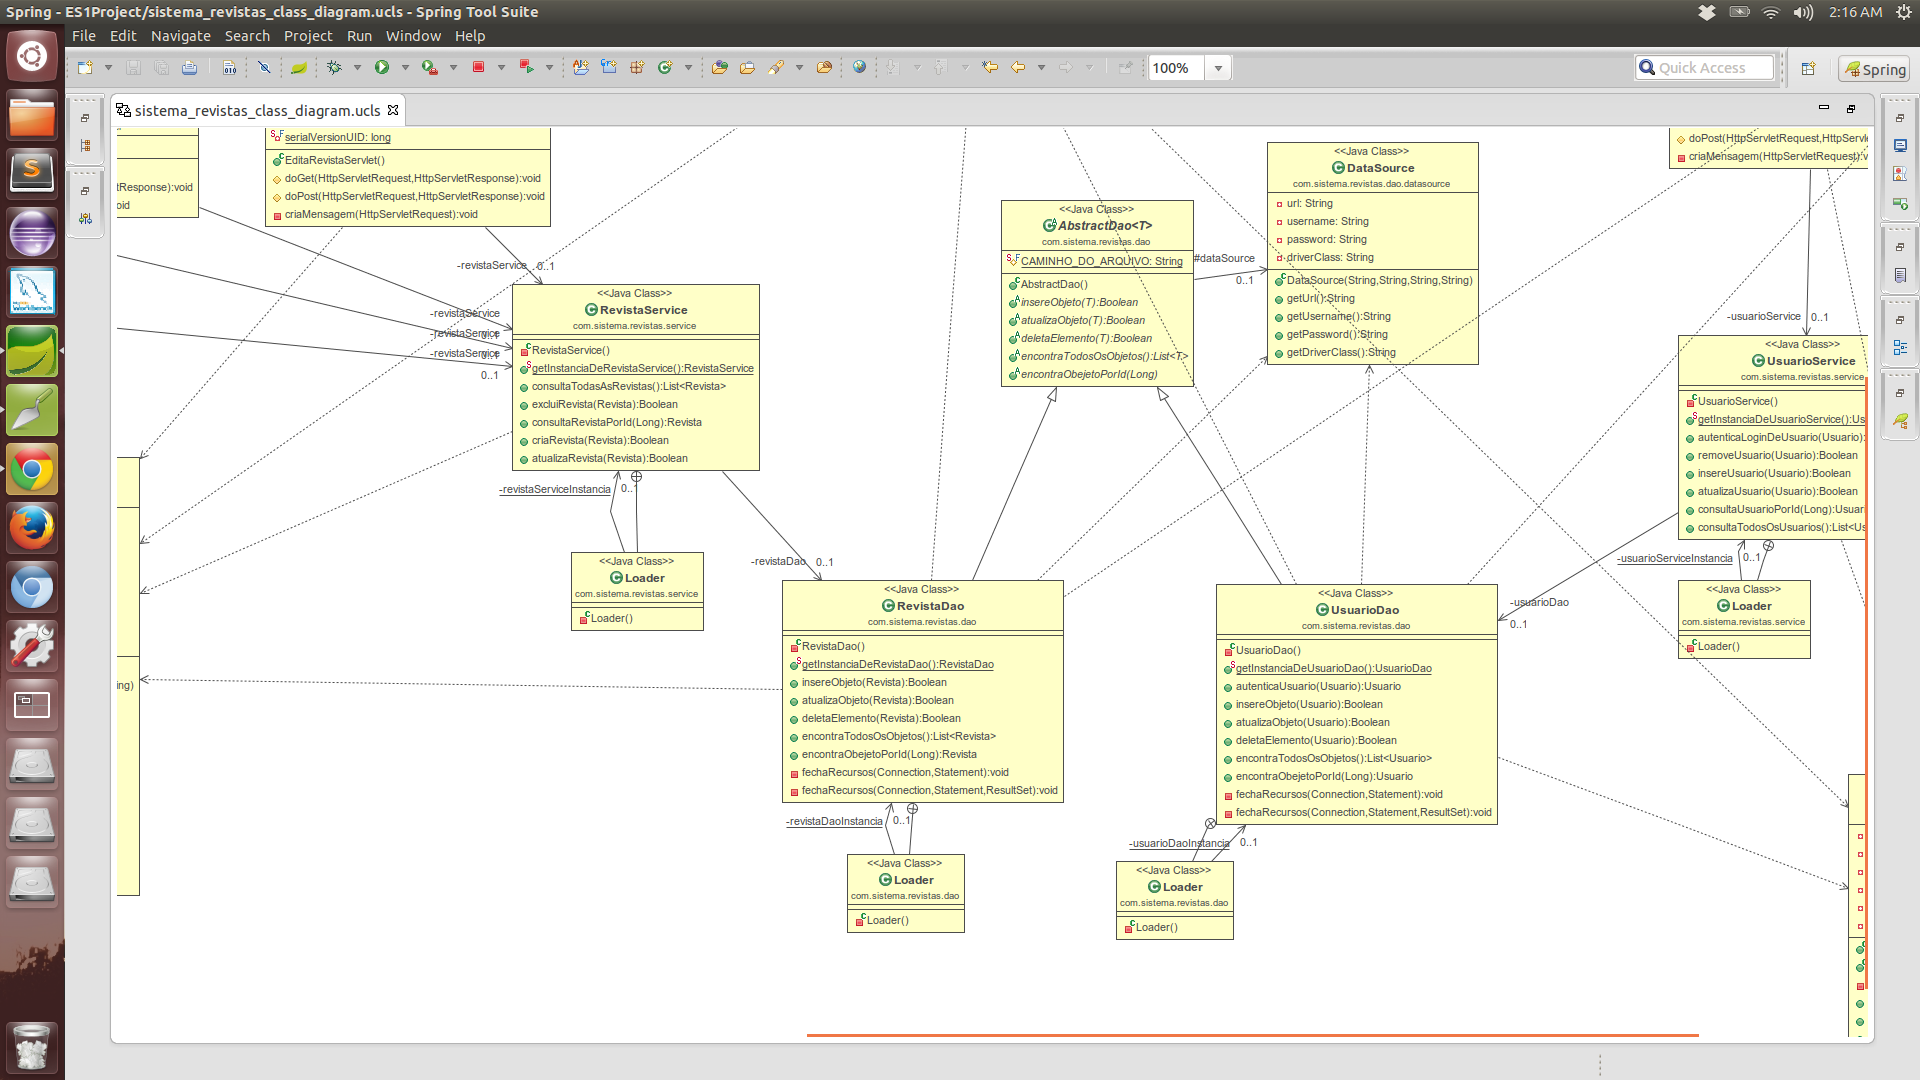 Spring - ES1Project/sistema_revistas_class_diagram.ucls - Spring Tool Suite
2:16 AM
File Edit Navigate Search Project Run Window Help
100%
Quick Access
Spring
sistema_revistas_class_diagram.ucls
tResponse):void
oid
serialVersionUID: long
EditaRevistaServlet()
doGet(HttpServletRequest,HttpServletResponse):void
doPost(HttpServletRequest,HttpServletResponse):void
criaMensagem(HttpServletRequest):void
-revistaService
0..1
-revistaService
-revistaService
0..1
-revistaService
0..1
0..1
<<Java Class>>
RevistaService
com.sistema.revistas.service
RevistaService()
getInstanciaDeRevistaService():RevistaService
consultaTodasAsRevistas():List<Revista>
excluiRevista(Revista):Boolean
consultaRevistaPorId(Long):Revista
criaRevista(Revista):Boolean
atualizaRevista(Revista):Boolean
-revistaServiceInstancia
0..1
<<Java Class>>
Loader
com.sistema.revistas.service
Loader()
-revistaDao
0..1
<<Java Class>>
AbstractDao<T>
com.sistema.revistas.dao
CAMINHO_DO_ARQUIVO: String
AbstractDao()
insereObjeto(T):Boolean
atualizaObjeto(T):Boolean
deletaElemento(T):Boolean
encontraTodosOsObjetos():List<T>
encontraObejetoPorId(Long)
#dataSource
0..1
<<Java Class>>
DataSource
com.sistema.revistas.dao.datasource
url: String
username: String
password: String
driverClass: String
DataSource(String,String,String,String)
getUrl():String
getUsername():String
getPassword():String
getDriverClass():String
doPost(HttpServletRequest,HttpServle
criaMensagem(HttpServletRequest):v
-usuarioService
0..1
<<Java Class>>
UsuarioService
com.sistema.revistas.service
UsuarioService()
getInstanciaDeUsuarioService():Us
autenticaLoginDeUsuario(Usuario):
removeUsuario(Usuario):Boolean
insereUsuario(Usuario):Boolean
atualizaUsuario(Usuario):Boolean
consultaUsuarioPorId(Long):Usuar
consultaTodosOsUsuarios():List<Us
-usuarioServiceInstancia
0..1
<<Java Class>>
Loader
com.sistema.revistas.service
Loader()
-usuarioDao
0..1
ing)
<<Java Class>>
RevistaDao
com.sistema.revistas.dao
RevistaDao()
getInstanciaDeRevistaDao():RevistaDao
insereObjeto(Revista):Boolean
atualizaObjeto(Revista):Boolean
deletaElemento(Revista):Boolean
encontraTodosOsObjetos():List<Revista>
encontraObejetoPorId(Long):Revista
fechaRecursos(Connection,Statement):void
fechaRecursos(Connection,Statement,ResultSet):void
-revistaDaoInstancia
0..1
<<Java Class>>
Loader
com.sistema.revistas.dao
Loader()
<<Java Class>>
UsuarioDao
com.sistema.revistas.dao
UsuarioDao()
getInstanciaDeUsuarioDao():UsuarioDao
autenticaUsuario(Usuario):Usuario
insereObjeto(Usuario):Boolean
atualizaObjeto(Usuario):Boolean
deletaElemento(Usuario):Boolean
encontraTodosOsObjetos():List<Usuario>
encontraObejetoPorId(Long):Usuario
fechaRecursos(Connection,Statement):void
fechaRecursos(Connection,Statement,ResultSet):void
-usuarioDaoInstancia
0..1
<<Java Class>>
Loader
com.sistema.revistas.dao
Loader()